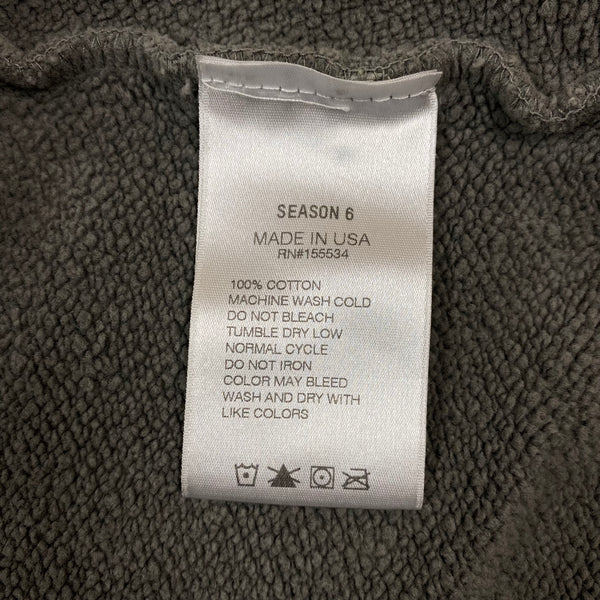 SEASON 6
MADE IN USA
RN#155534
100% COTTON
MACHINE WASH COLD
DO NOT BLEACH
TUMBLE DRY LOW
NORMAL CYCLE
DO NOT IRON
COLOR MAY BLEED
WASH AND DRY WITH
LIKE COLORS